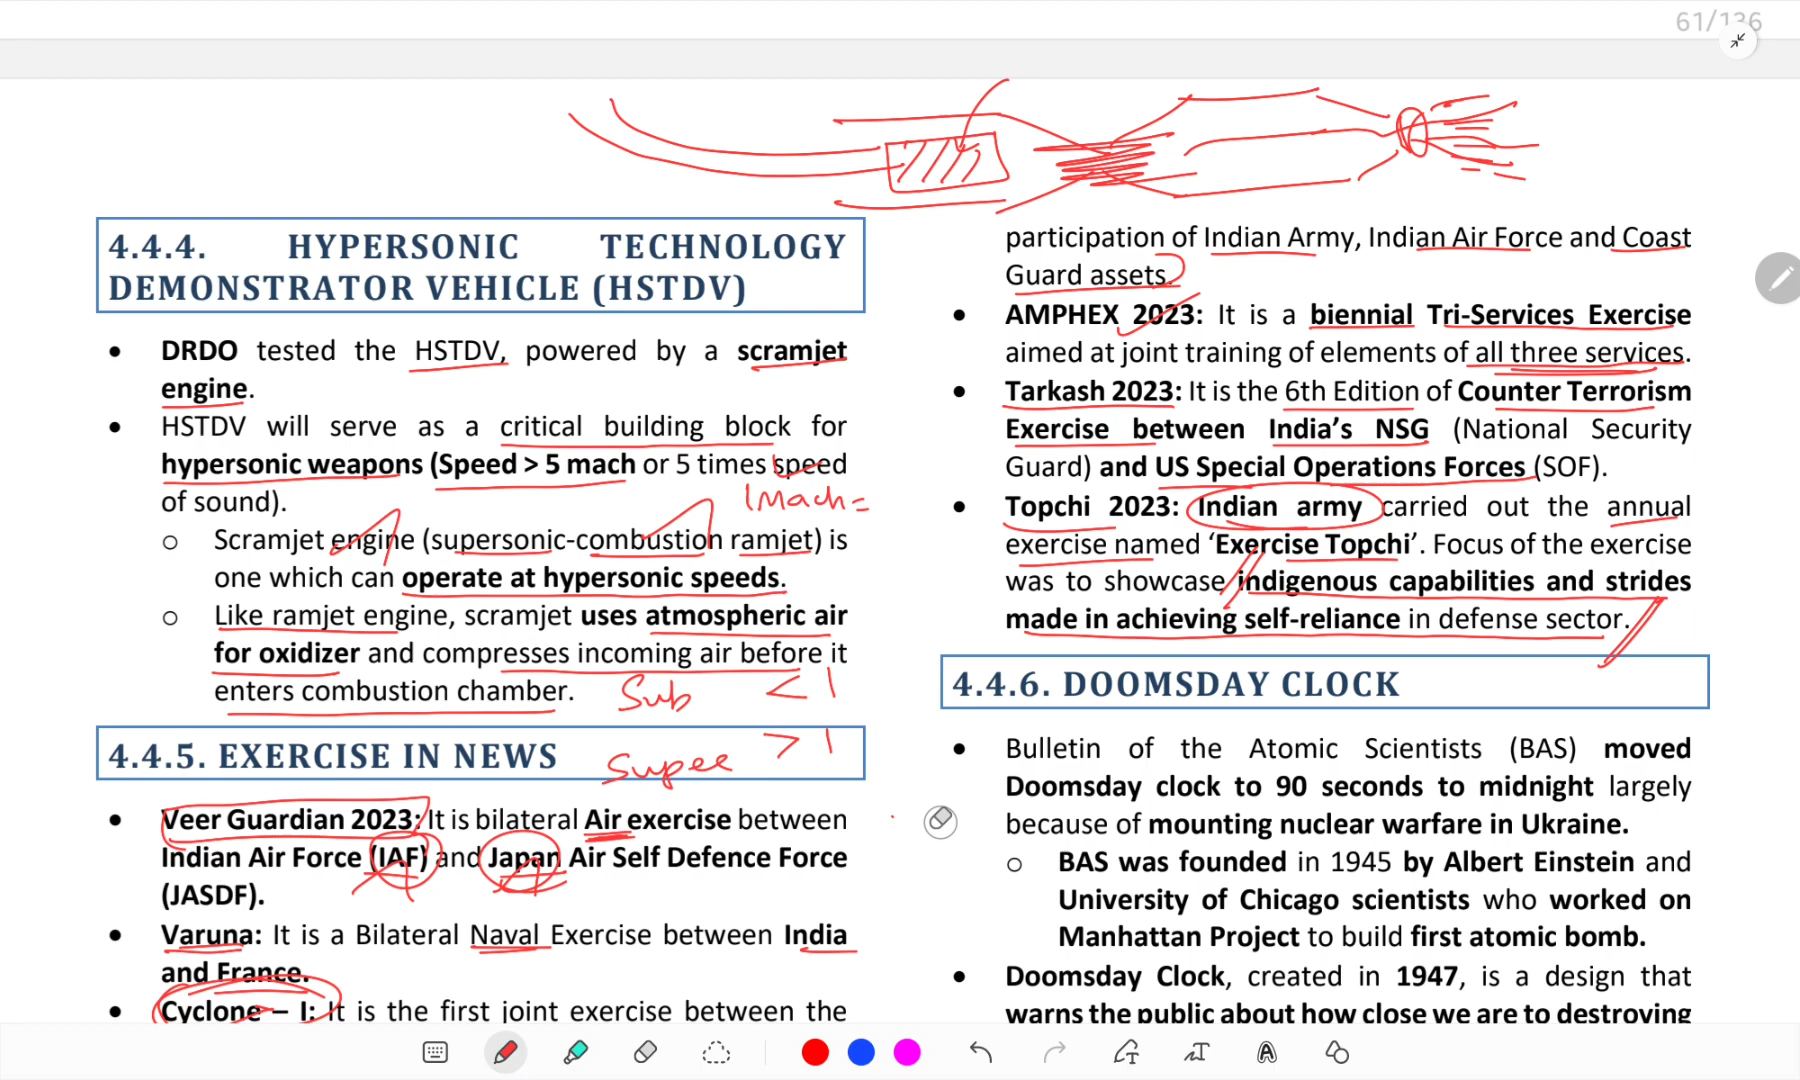 61/136
4.4.4. HYPERSONIC TECHNOLOGY
DEMONSTRATOR VEHICLE (HSTDV)
• DRDO tested the HSTDV, powered by a scramjet
engine.
• HSTDV will serve as a critical building block for
hypersonic weapons (Speed > 5 mach or 5 times speed
of sound).
1Mach=
o Scramjet engine (supersonic-combustion ramjet) is
one which can operate at hypersonic speeds.
o Like ramjet engine, scramjet uses atmospheric air
for oxidizer and compresses incoming air before it
enters combustion chamber.
Sub < 1
4.4.5. EXERCISE IN NEWS
Super > 1
• Veer Guardian 2023: It is bilateral Air exercise between
Indian Air Force (IAF) and Japan Air Self Defence Force
(JASDF).
• Varuna: It is a Bilateral Naval Exercise between India
and France.
• Cyclone – I: It is the first joint exercise between the
participation of Indian Army, Indian Air Force and Coast
Guard assets.
• AMPHEX 2023: It is a biennial Tri-Services Exercise
aimed at joint training of elements of all three services.
• Tarkash 2023: It is the 6th Edition of Counter Terrorism
Exercise between India’s NSG (National Security
Guard) and US Special Operations Forces (SOF).
• Topchi 2023: Indian army carried out the annual
exercise named ‘Exercise Topchi’. Focus of the exercise
was to showcase indigenous capabilities and strides
made in achieving self-reliance in defense sector.
4.4.6. DOOMSDAY CLOCK
• Bulletin of the Atomic Scientists (BAS) moved
Doomsday clock to 90 seconds to midnight largely
because of mounting nuclear warfare in Ukraine.
o BAS was founded in 1945 by Albert Einstein and
University of Chicago scientists who worked on
Manhattan Project to build first atomic bomb.
• Doomsday Clock, created in 1947, is a design that
warns the public about how close we are to destroying